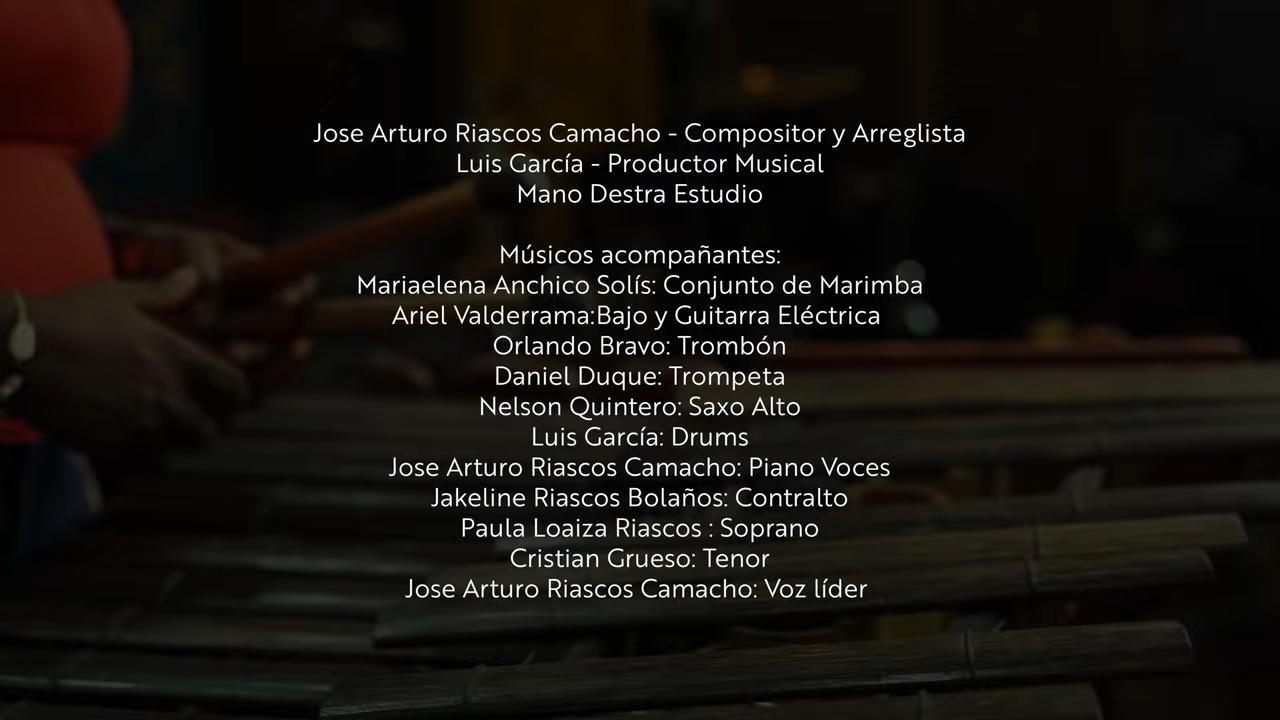 Jose Arturo Riascos Camacho - Compositor y Arreglista
Luis García - Productor Musical
Mano Destra Estudio
Músicos acompañantes:
Mariaelena Anchico Solís: Conjunto de Marimba
Ariel Valderrama:Bajo y Guitarra Eléctrica
Orlando Bravo: Trombón
Daniel Duque: Trompeta
Nelson Quintero: Saxo Alto
Luis García: Drums
Jose Arturo Riascos Camacho: Piano Voces
Jakeline Riascos Bolaños: Contralto
Paula Loaiza Riascos : Soprano
Cristian Grueso: Tenor
Jose Arturo Riascos Camacho: Voz líder